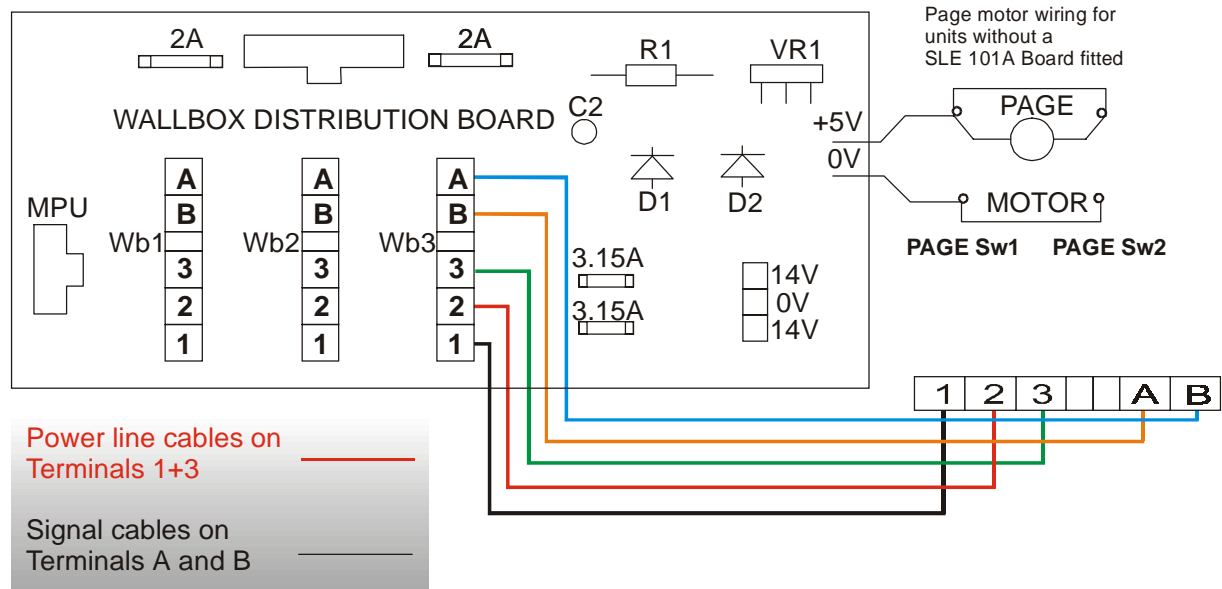 Page motor wiring for
units without a
SLE 101A Board fitted
2A
2A
R1
VR1
PAGE
C2
WALLBOX DISTRIBUTION BOARD
+5V
0V
D1
D2
MOTOR
PAGE Sw1
PAGE Sw2
MPU
Wb1
A
B
3
2
1
Wb2
A
B
3
2
1
Wb3
A
B
3
2
1
3.15A
3.15A
14V
0V
14V
1 2 3 A B
Power line cables on
Terminals 1+3
Signal cables on
Terminals A and B